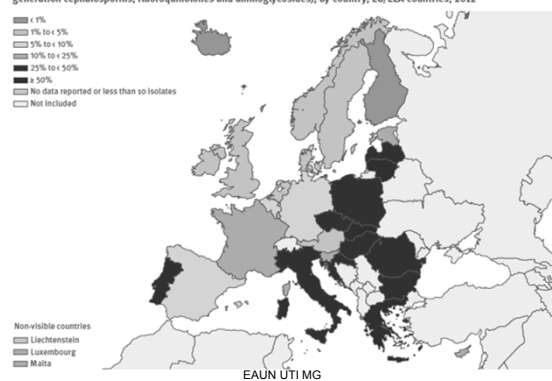 generation cephalosporins, fluoroquinolones and aminoglycosides), by country, EU/EEA countries, 2012
< 1%
1% to < 5%
5% to < 10%
10% to < 25%
25% to < 50%
≥ 50%
No data reported or less than 10 isolates
Not included
Non-visible countries
Liechtenstein
Luxembourg
Malta
EAUN UTI MG